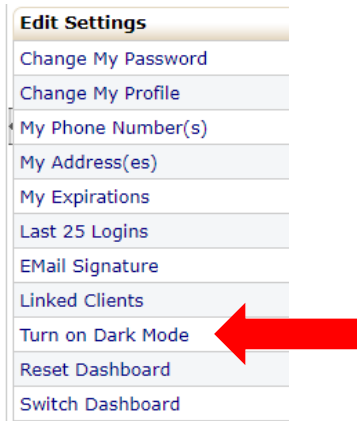 Edit Settings
Change My Password
Change My Profile
My Phone Number(s)
My Address(es)
My Expirations
Last 25 Logins
EMail Signature
Linked Clients
Turn on Dark Mode
Reset Dashboard
Switch Dashboard